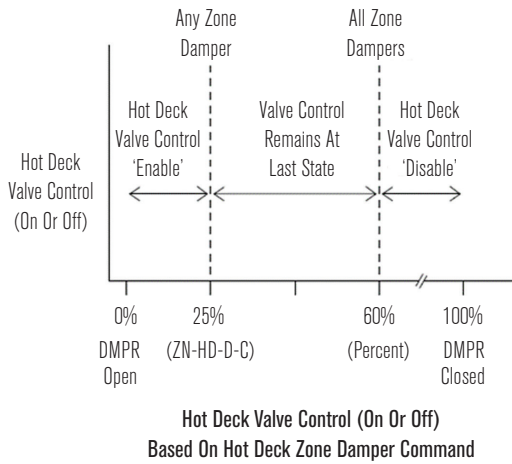 Any Zone
Damper
All Zone
Dampers
Hot Deck
Valve Control
'Enable'
Valve Control
Remains At
Last State
Hot Deck
Valve Control
'Disable'
Hot Deck
Valve Control
(On Or Off)
0%
25%
60%
100%
DMPR
Open
(ZN-HD-D-C)
(Percent)
DMPR
Closed
Hot Deck Valve Control (On Or Off)
Based On Hot Deck Zone Damper Command